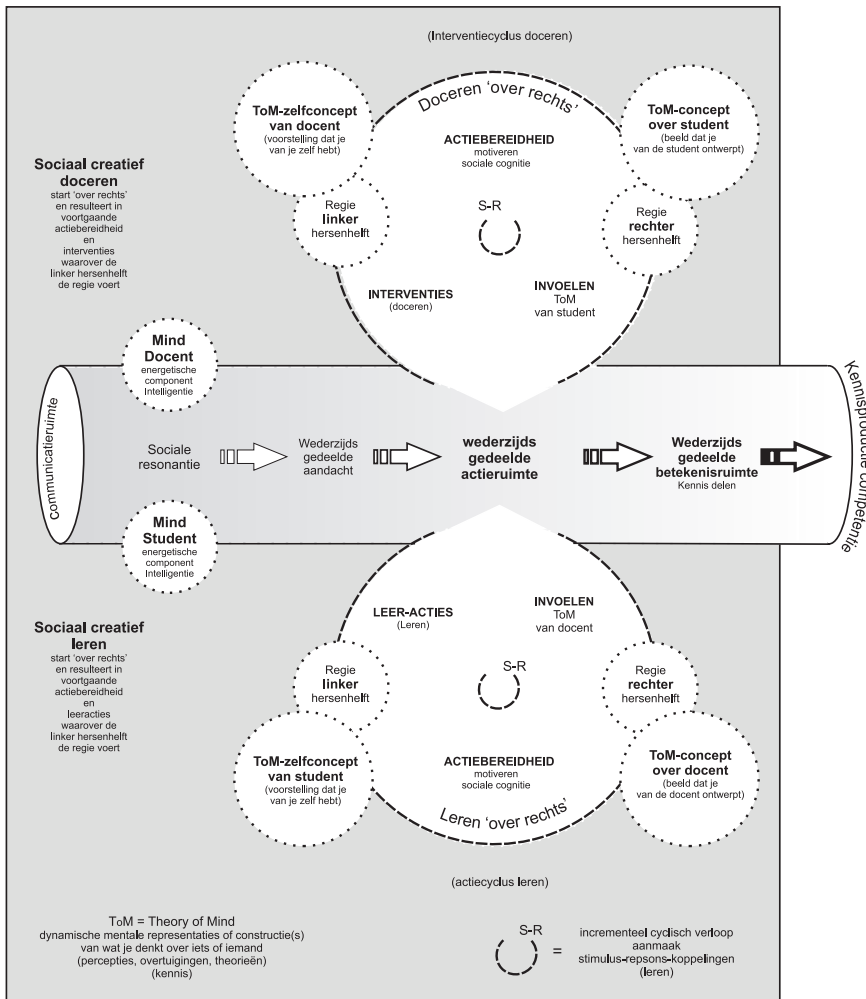 (Interventiecyclus doceren)
Doceren ‘over rechts’
ToM-zelfconcept
van docent
(voorstelling dat je
van je zelf hebt)
ToM-concept
over student
(beeld dat je
van de student ontwerpt)
ACTIEBEREIDHEID
motiveren
sociale cognitie
Sociaal creatief
doceren
start ‘over rechts’
en resulteert in
voortgaande
actiebereidheid
en
interventies
waarover de
linker hersenhelft
de regie voert
Regie
linker
hersenhelft
S-R
Regie
rechter
hersenhelft
INTERVENTIES
(doceren)
INVOELEN
ToM
van student
Mind
Docent
energetische
component
Intelligentie
Communicatieruimte
Sociale
resonantie
Wederzijds
gedeelde
aandacht
wederzijds
gedeelde
actieruimte
Wederzijds
gedeelde
betekenisruimte
Kennis delen
Kennisproductie competentie
Mind
Student
energetische
component
Intelligentie
LEER-ACTIES
(Leren)
INVOELEN
ToM
van docent
Sociaal creatief
leren
start ‘over rechts’
en resulteert in
voortgaande
actiebereidheid
en
leeracties
waarover de
linker hersenhelft
de regie voert
Regie
linker
hersenhelft
S-R
Regie
rechter
hersenhelft
ToM-zelfconcept
van student
(voorstelling dat je
van je zelf hebt)
ACTIEBEREIDHEID
motiveren
sociale cognitie
ToM-concept
over docent
(beeld dat je
van de docent ontwerpt)
Leren ‘over rechts’
(actiecyclus leren)
ToM = Theory of Mind
dynamische mentale representaties of constructie(s)
van wat je denkt over iets of iemand
(percepties, overtuigingen, theorieën)
(kennis)
S-R
=
incrementeel cyclisch verloop
aanmaak
stimulus-repsons-koppelingen
(leren)